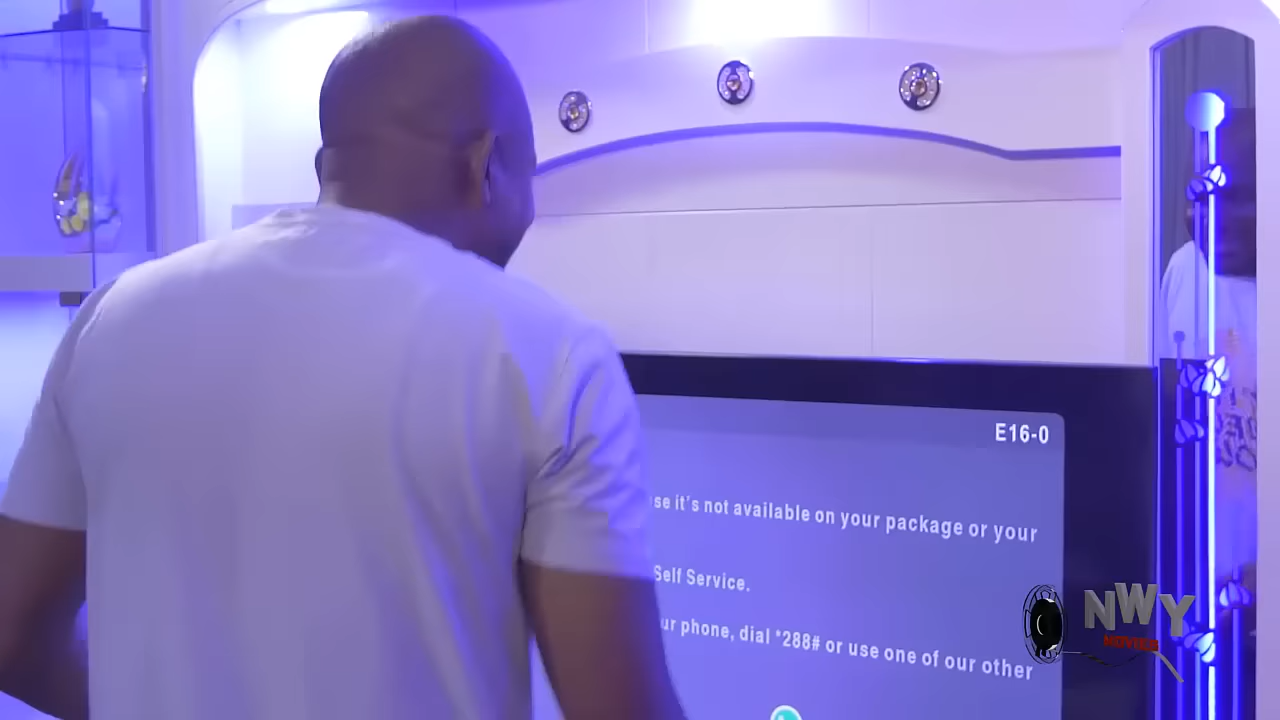 E16-0
se it's not available on your package or your
Self Service.
ur phone, dial *288# or use one of our other
NWY
MOVIES